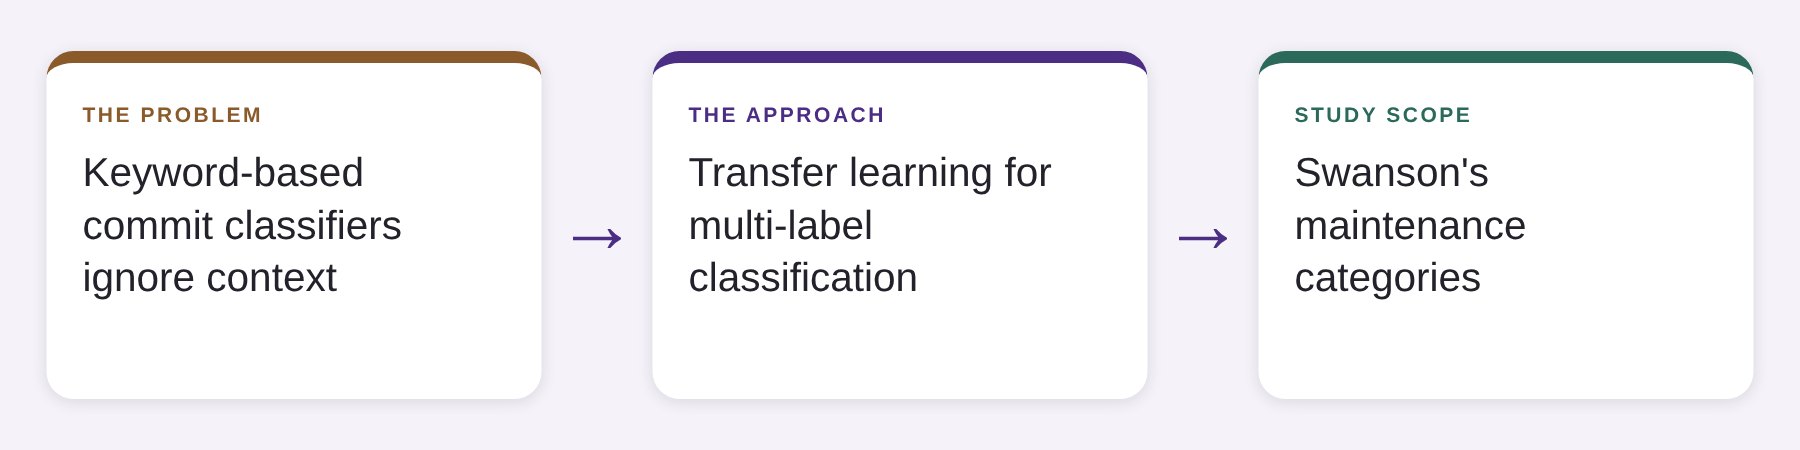 THE PROBLEM
Keyword-based
commit classifiers
ignore context
THE APPROACH
Transfer learning for
multi-label
classification
STUDY SCOPE
Swanson's
maintenance
categories